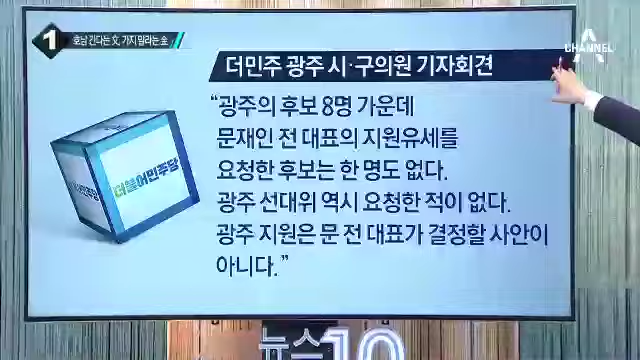 1 호남 간다는 文, 가지 말라는 金
CHANNEL A
더민주 광주 시·구의원 기자회견
“광주의 후보 8명 가운데
문재인 전 대표의 지원유세를
더불어민주당
요청한 후보는 한 명도 없다.
광주 선대위 역시 요청한 적이 없다.
광주 지원은 문 전 대표가 결정할 사안이
아니다.”
뉴스 10